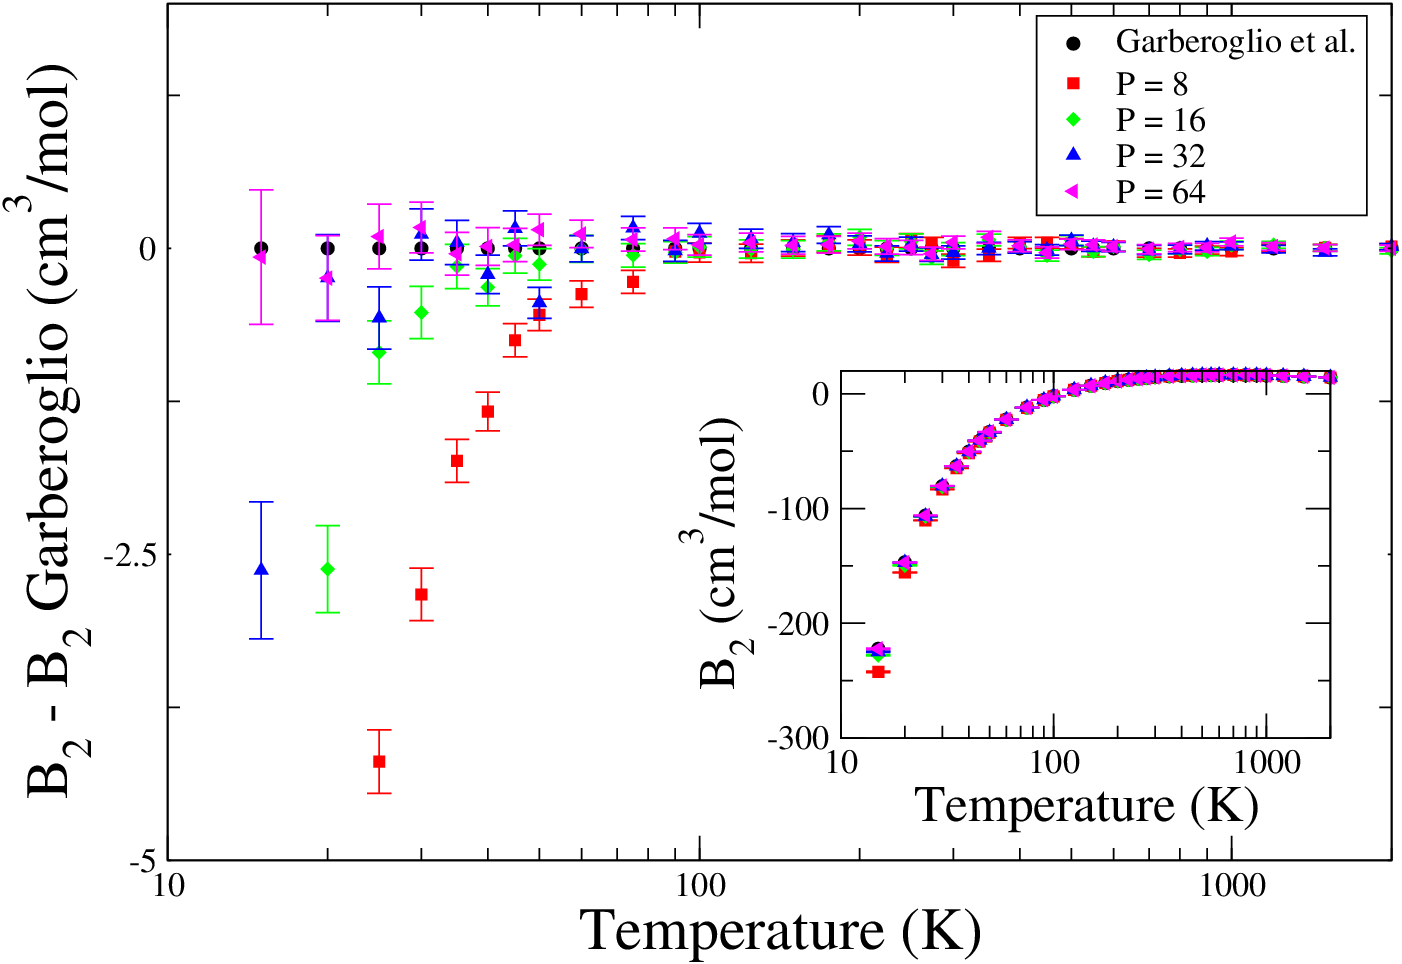 Garberoglio et al.
P = 8
P = 16
P = 32
P = 64
B₂ - B₂ Garberoglio (cm³/mol)
0
-2.5
-5
10
100
1000
Temperature (K)
B₂ (cm³/mol)
0
-100
-200
-300
10
100
1000
Temperature (K)